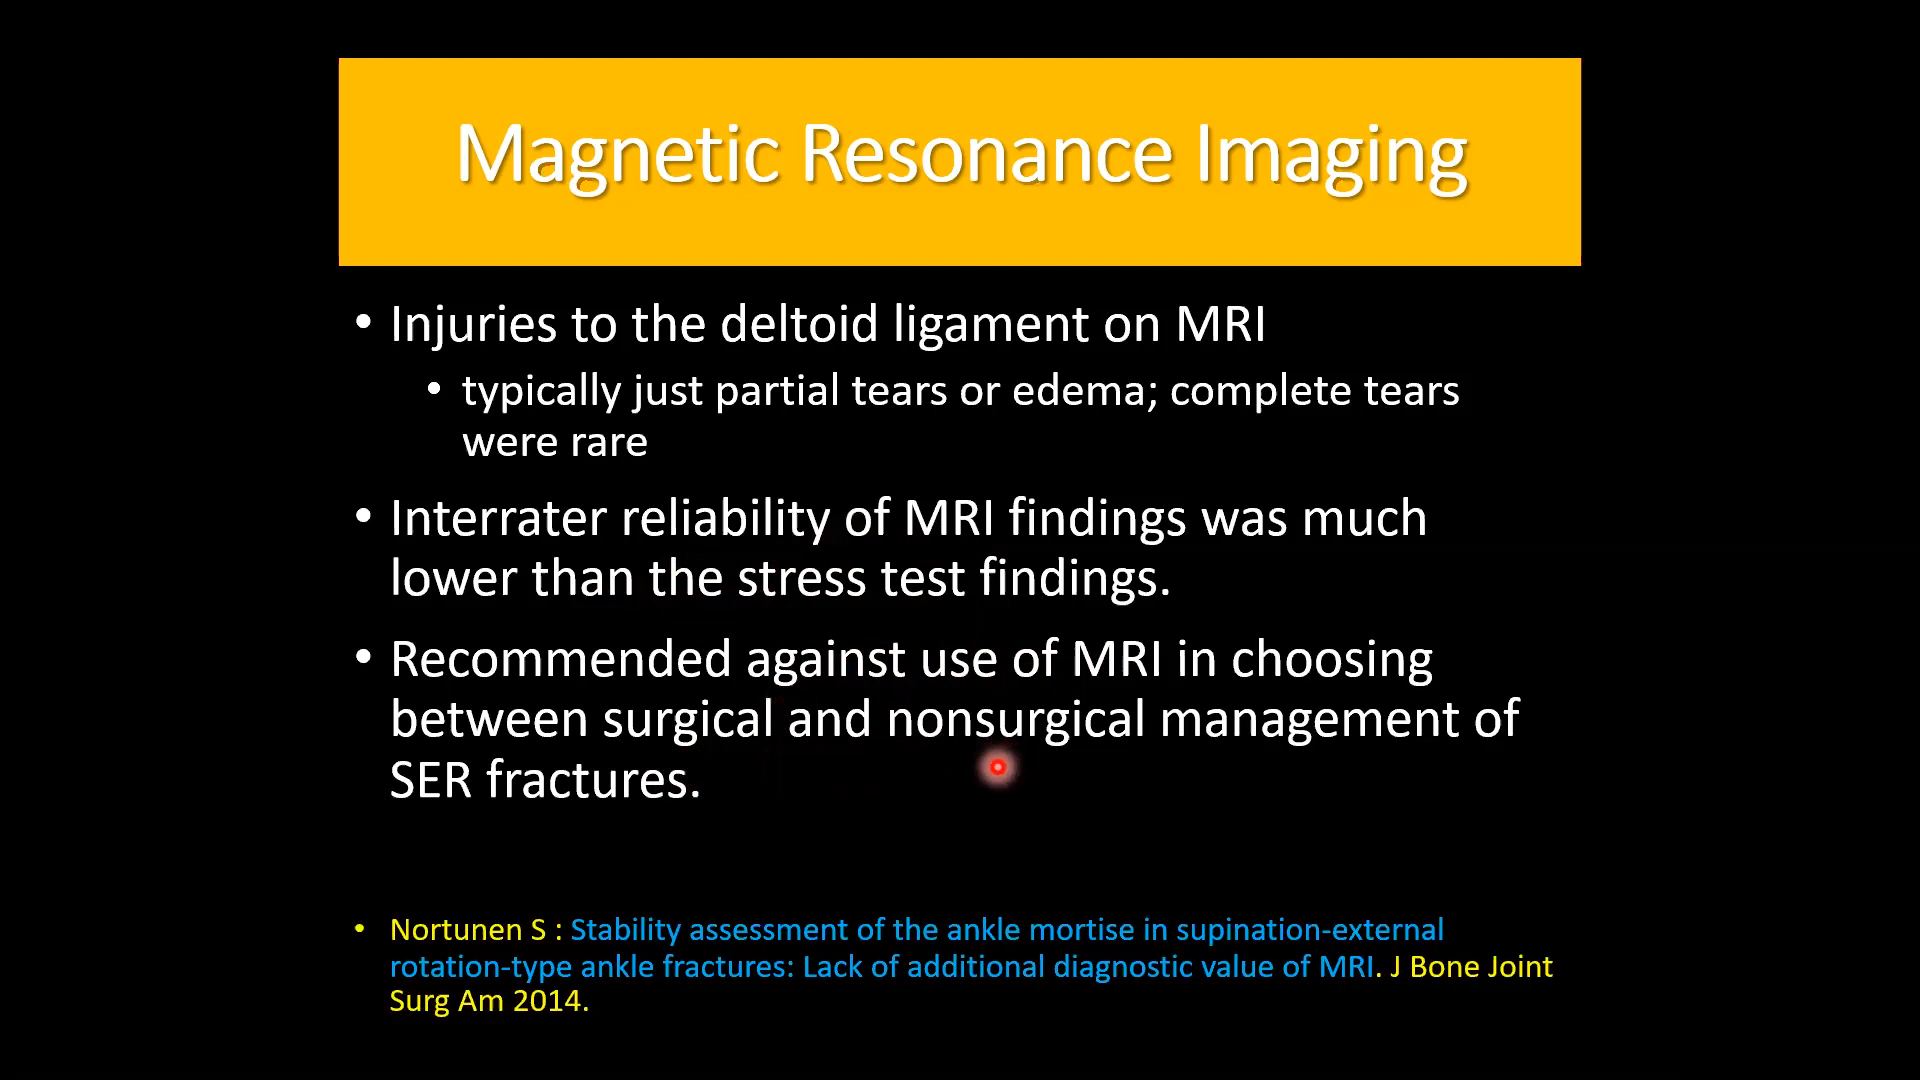 Magnetic Resonance Imaging
• Injuries to the deltoid ligament on MRI
• typically just partial tears or edema; complete tears
were rare
• Interrater reliability of MRI findings was much
lower than the stress test findings.
• Recommended against use of MRI in choosing
between surgical and nonsurgical management of
SER fractures.
• Nortunen S : Stability assessment of the ankle mortise in supination-external
rotation-type ankle fractures: Lack of additional diagnostic value of MRI. J Bone Joint
Surg Am 2014.